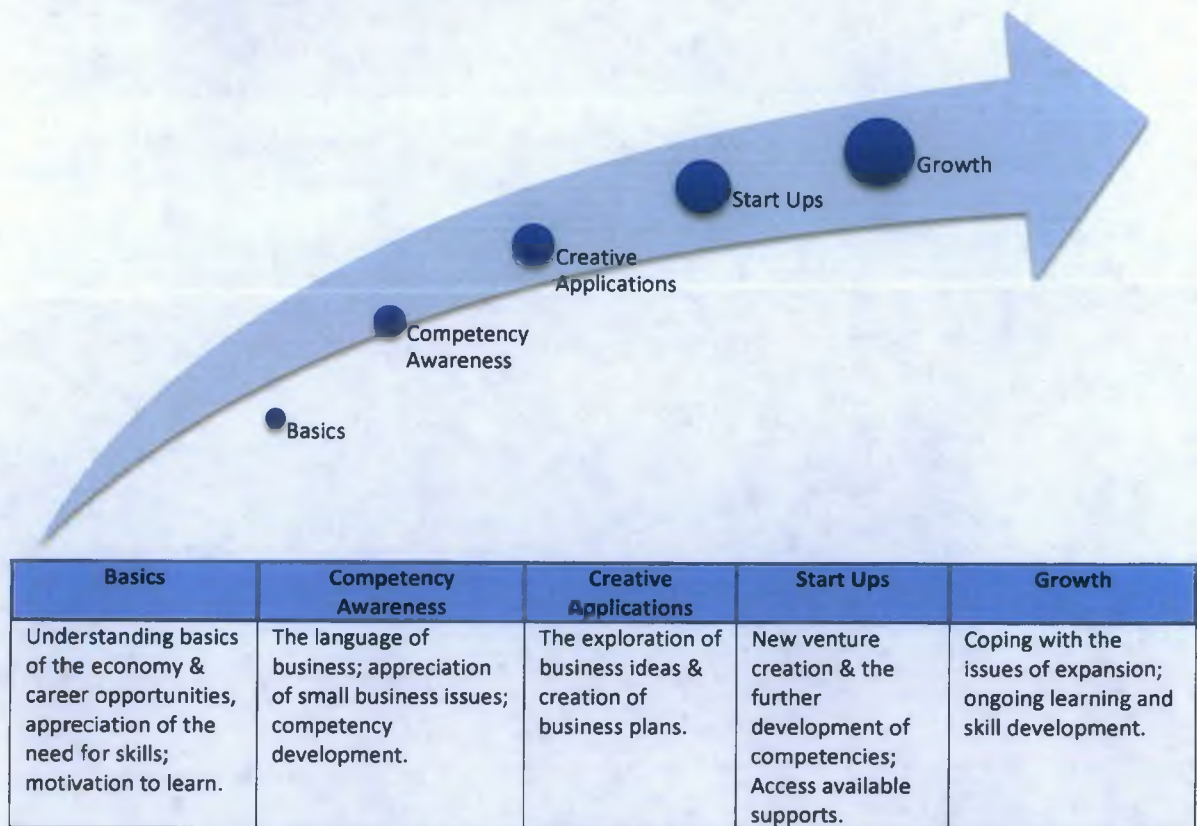 Growth
Start Ups
Creative
Applications
Competency
Awareness
Basics
Basics
Competency
Awareness
Creative
Applications
Start Ups
Growth
Understanding basics
of the economy &
career opportunities,
appreciation of the
need for skills;
motivation to learn.
The language of
business; appreciation
of small business issues;
competency
development.
The exploration of
business ideas &
creation of
business plans.
New venture
creation & the
further
development of
competencies;
Access available
supports.
Coping with the
issues of expansion;
ongoing learning and
skill development.